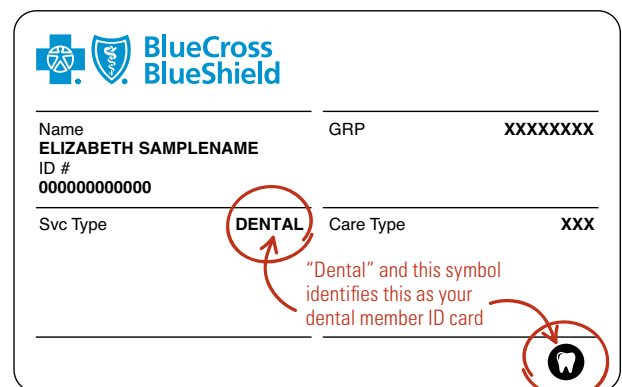 BlueCross
BlueShield
Name
ELIZABETH SAMPLENAME
ID #
000000000000
GRP XXXXXXXX
Svc Type DENTAL
Care Type XXX
"Dental" and this symbol
identifies this as your
dental member ID card